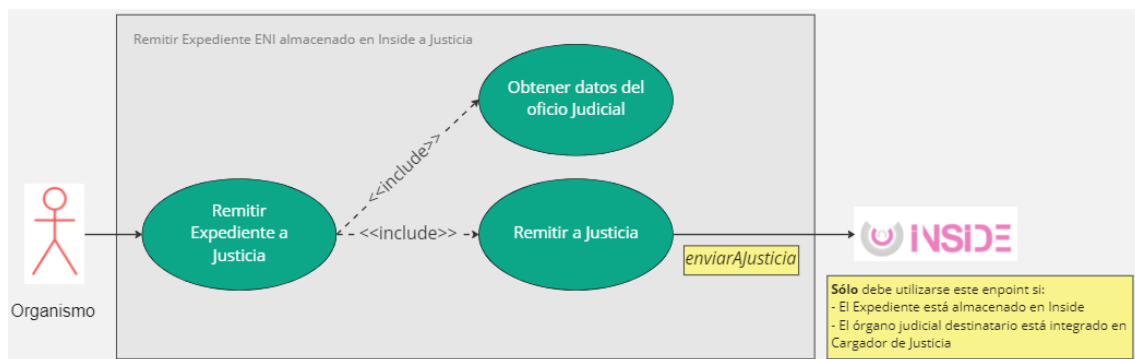 Remitir Expediente ENI almacenado en Inside a Justicia
Obtener datos del
oficio Judicial
<<include>>
Remitir
Expediente a
Justicia
<<include>>
Remitir a Justicia
enviarAJusticia
INSIDE
Organismo
Sólo debe utilizarse este enpoint si:
- El Expediente está almacenado en Inside
- El órgano judicial destinatario está integrado en
Cargador de Justicia